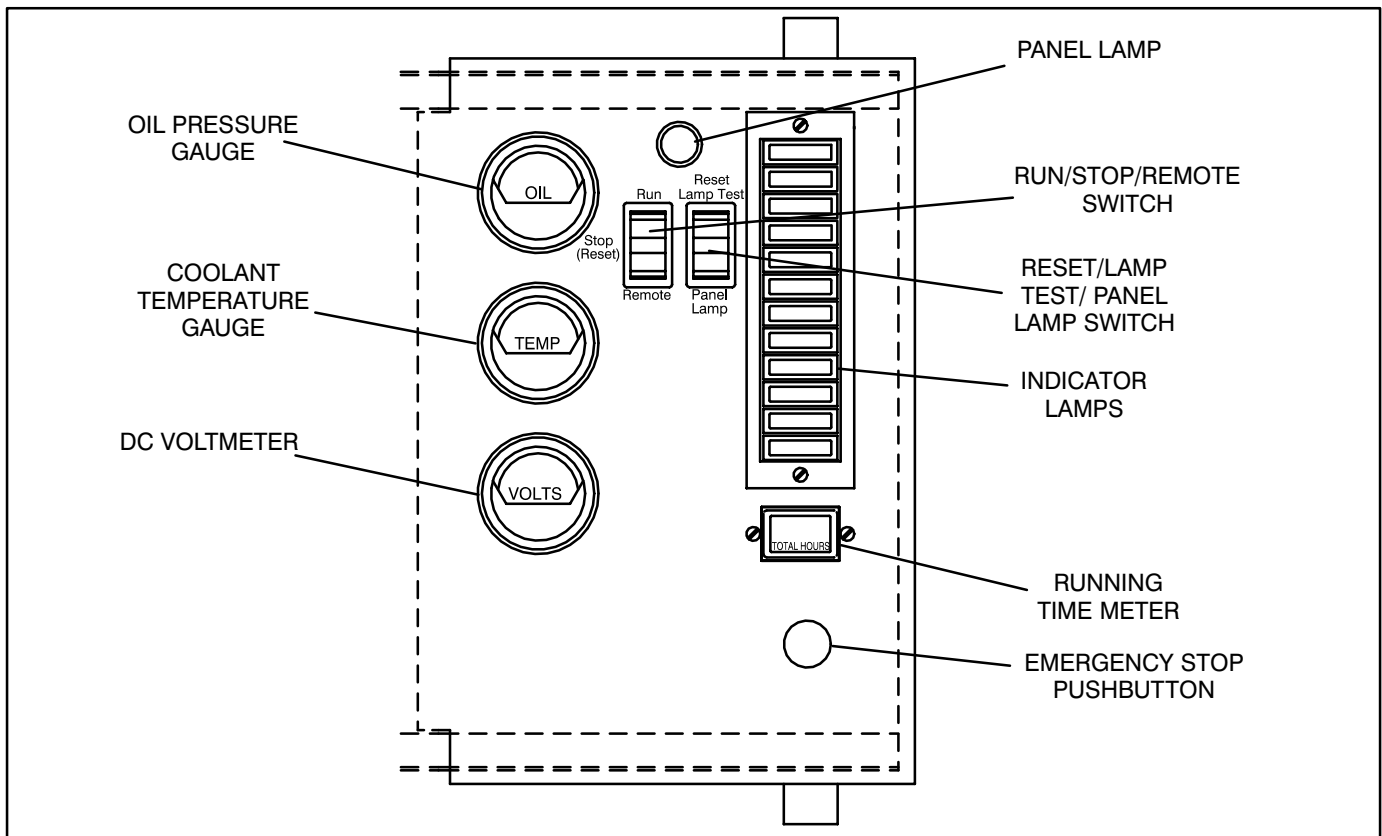 PANEL LAMP
OIL PRESSURE
GAUGE
OIL
Run
Reset
Lamp Test
Stop
(Reset)
Remote
Panel
Lamp
RUN/STOP/REMOTE
SWITCH
COOLANT
TEMPERATURE
GAUGE
TEMP
RESET/LAMP
TEST/ PANEL
LAMP SWITCH
INDICATOR
LAMPS
DC VOLTMETER
VOLTS
TOTAL HOURS
RUNNING
TIME METER
EMERGENCY STOP
PUSHBUTTON